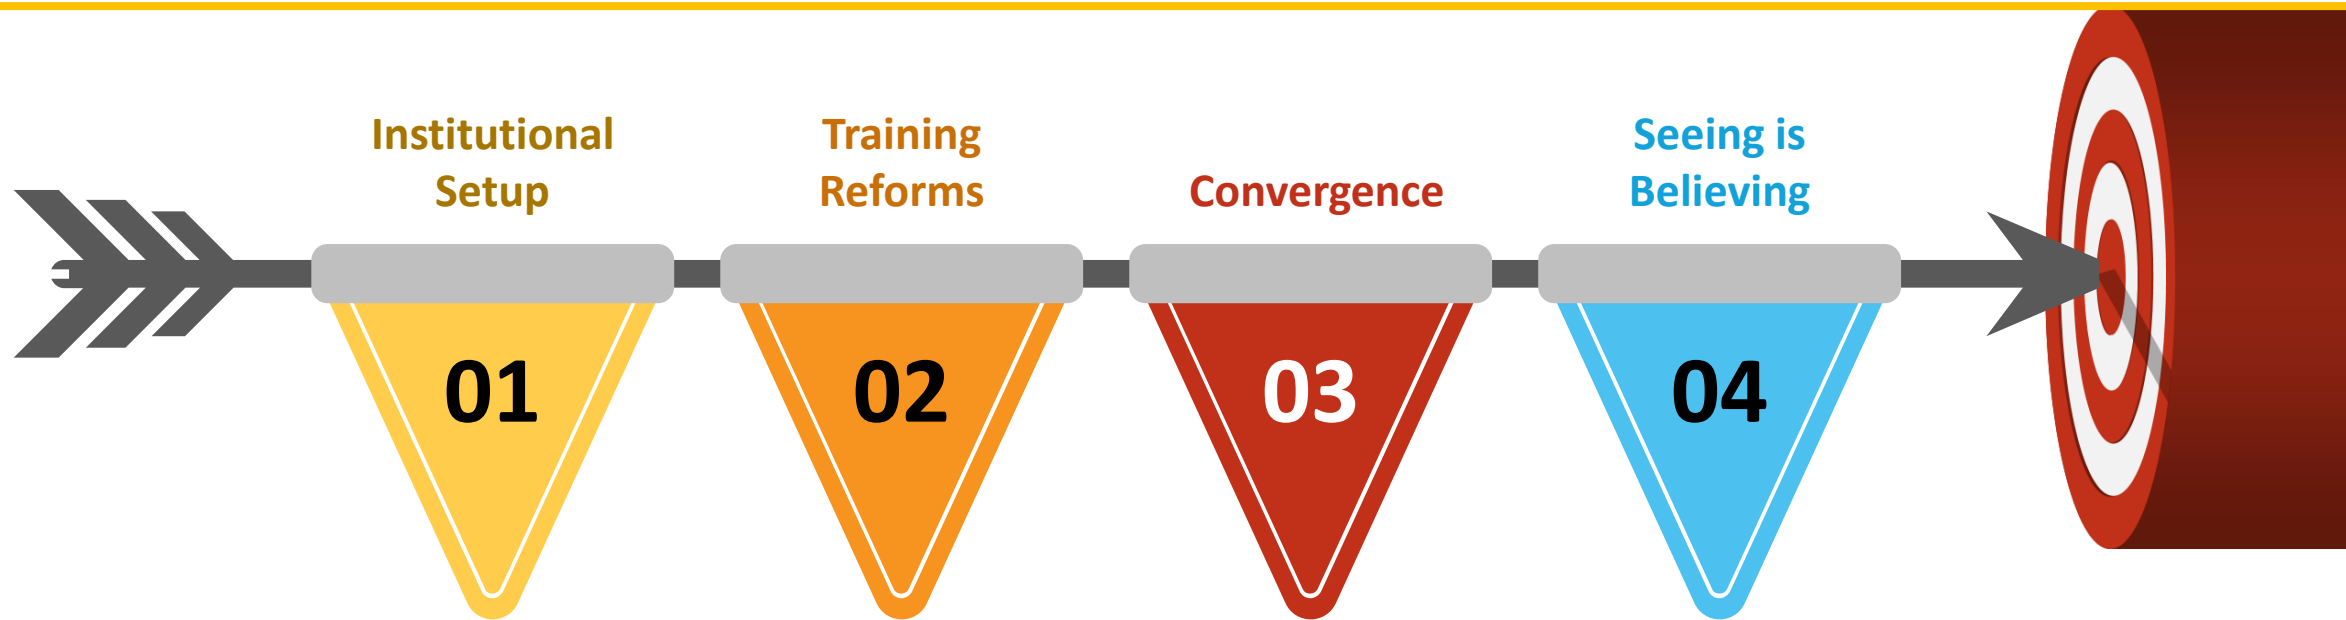 Institutional
Setup
Training
Reforms
Convergence
Seeing is
Believing
01
02
03
04